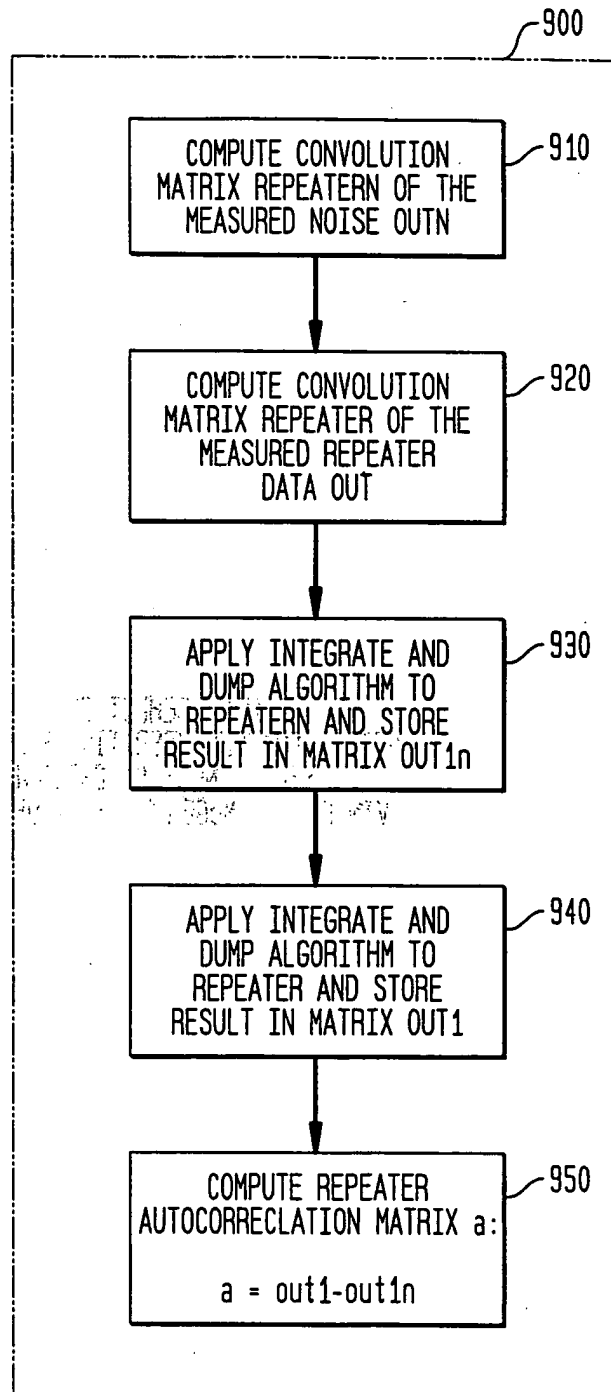 900
COMPUTE CONVOLUTION
MATRIX REPEATERN OF THE
MEASURED NOISE OUTN
910
COMPUTE CONVOLUTION
MATRIX REPEATER OF THE
MEASURED REPEATER
DATA OUT
920
APPLY INTEGRATE AND
DUMP ALGORITHM TO
REPEATERN AND STORE
RESULT IN MATRIX OUT1n
930
APPLY INTEGRATE AND
DUMP ALGORITHM TO
REPEATER AND STORE
RESULT IN MATRIX OUT1
940
COMPUTE REPEATER
AUTOCORRECLATION MATRIX a:
a = out1-out1n
950